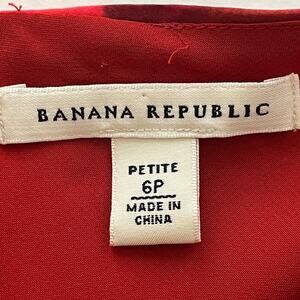 BANANA REPUBLIC
PETITE
6P
MADE IN
CHINA